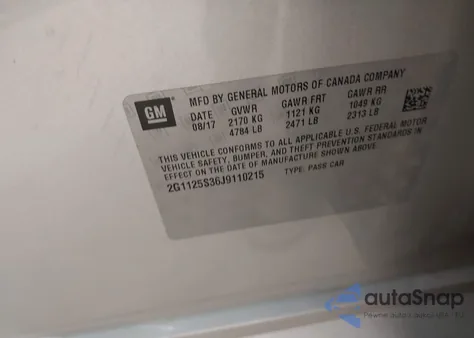 GM
MFD BY GENERAL MOTORS OF CANADA COMPANY
DATE GVWR GAWR FRT GAWR RR
08/17 2170 KG 1121 KG 1049 KG
4784 LB 2471 LB 2313 LB
THIS VEHICLE CONFORMS TO ALL APPLICABLE U.S. FEDERAL MOTOR
VEHICLE SAFETY, BUMPER, AND THEFT PREVENTION STANDARDS IN
EFFECT ON THE DATE OF MANUFACTURE SHOWN ABOVE.
2G1125S36J9110215 TYPE: PASS CAR
autoSnap